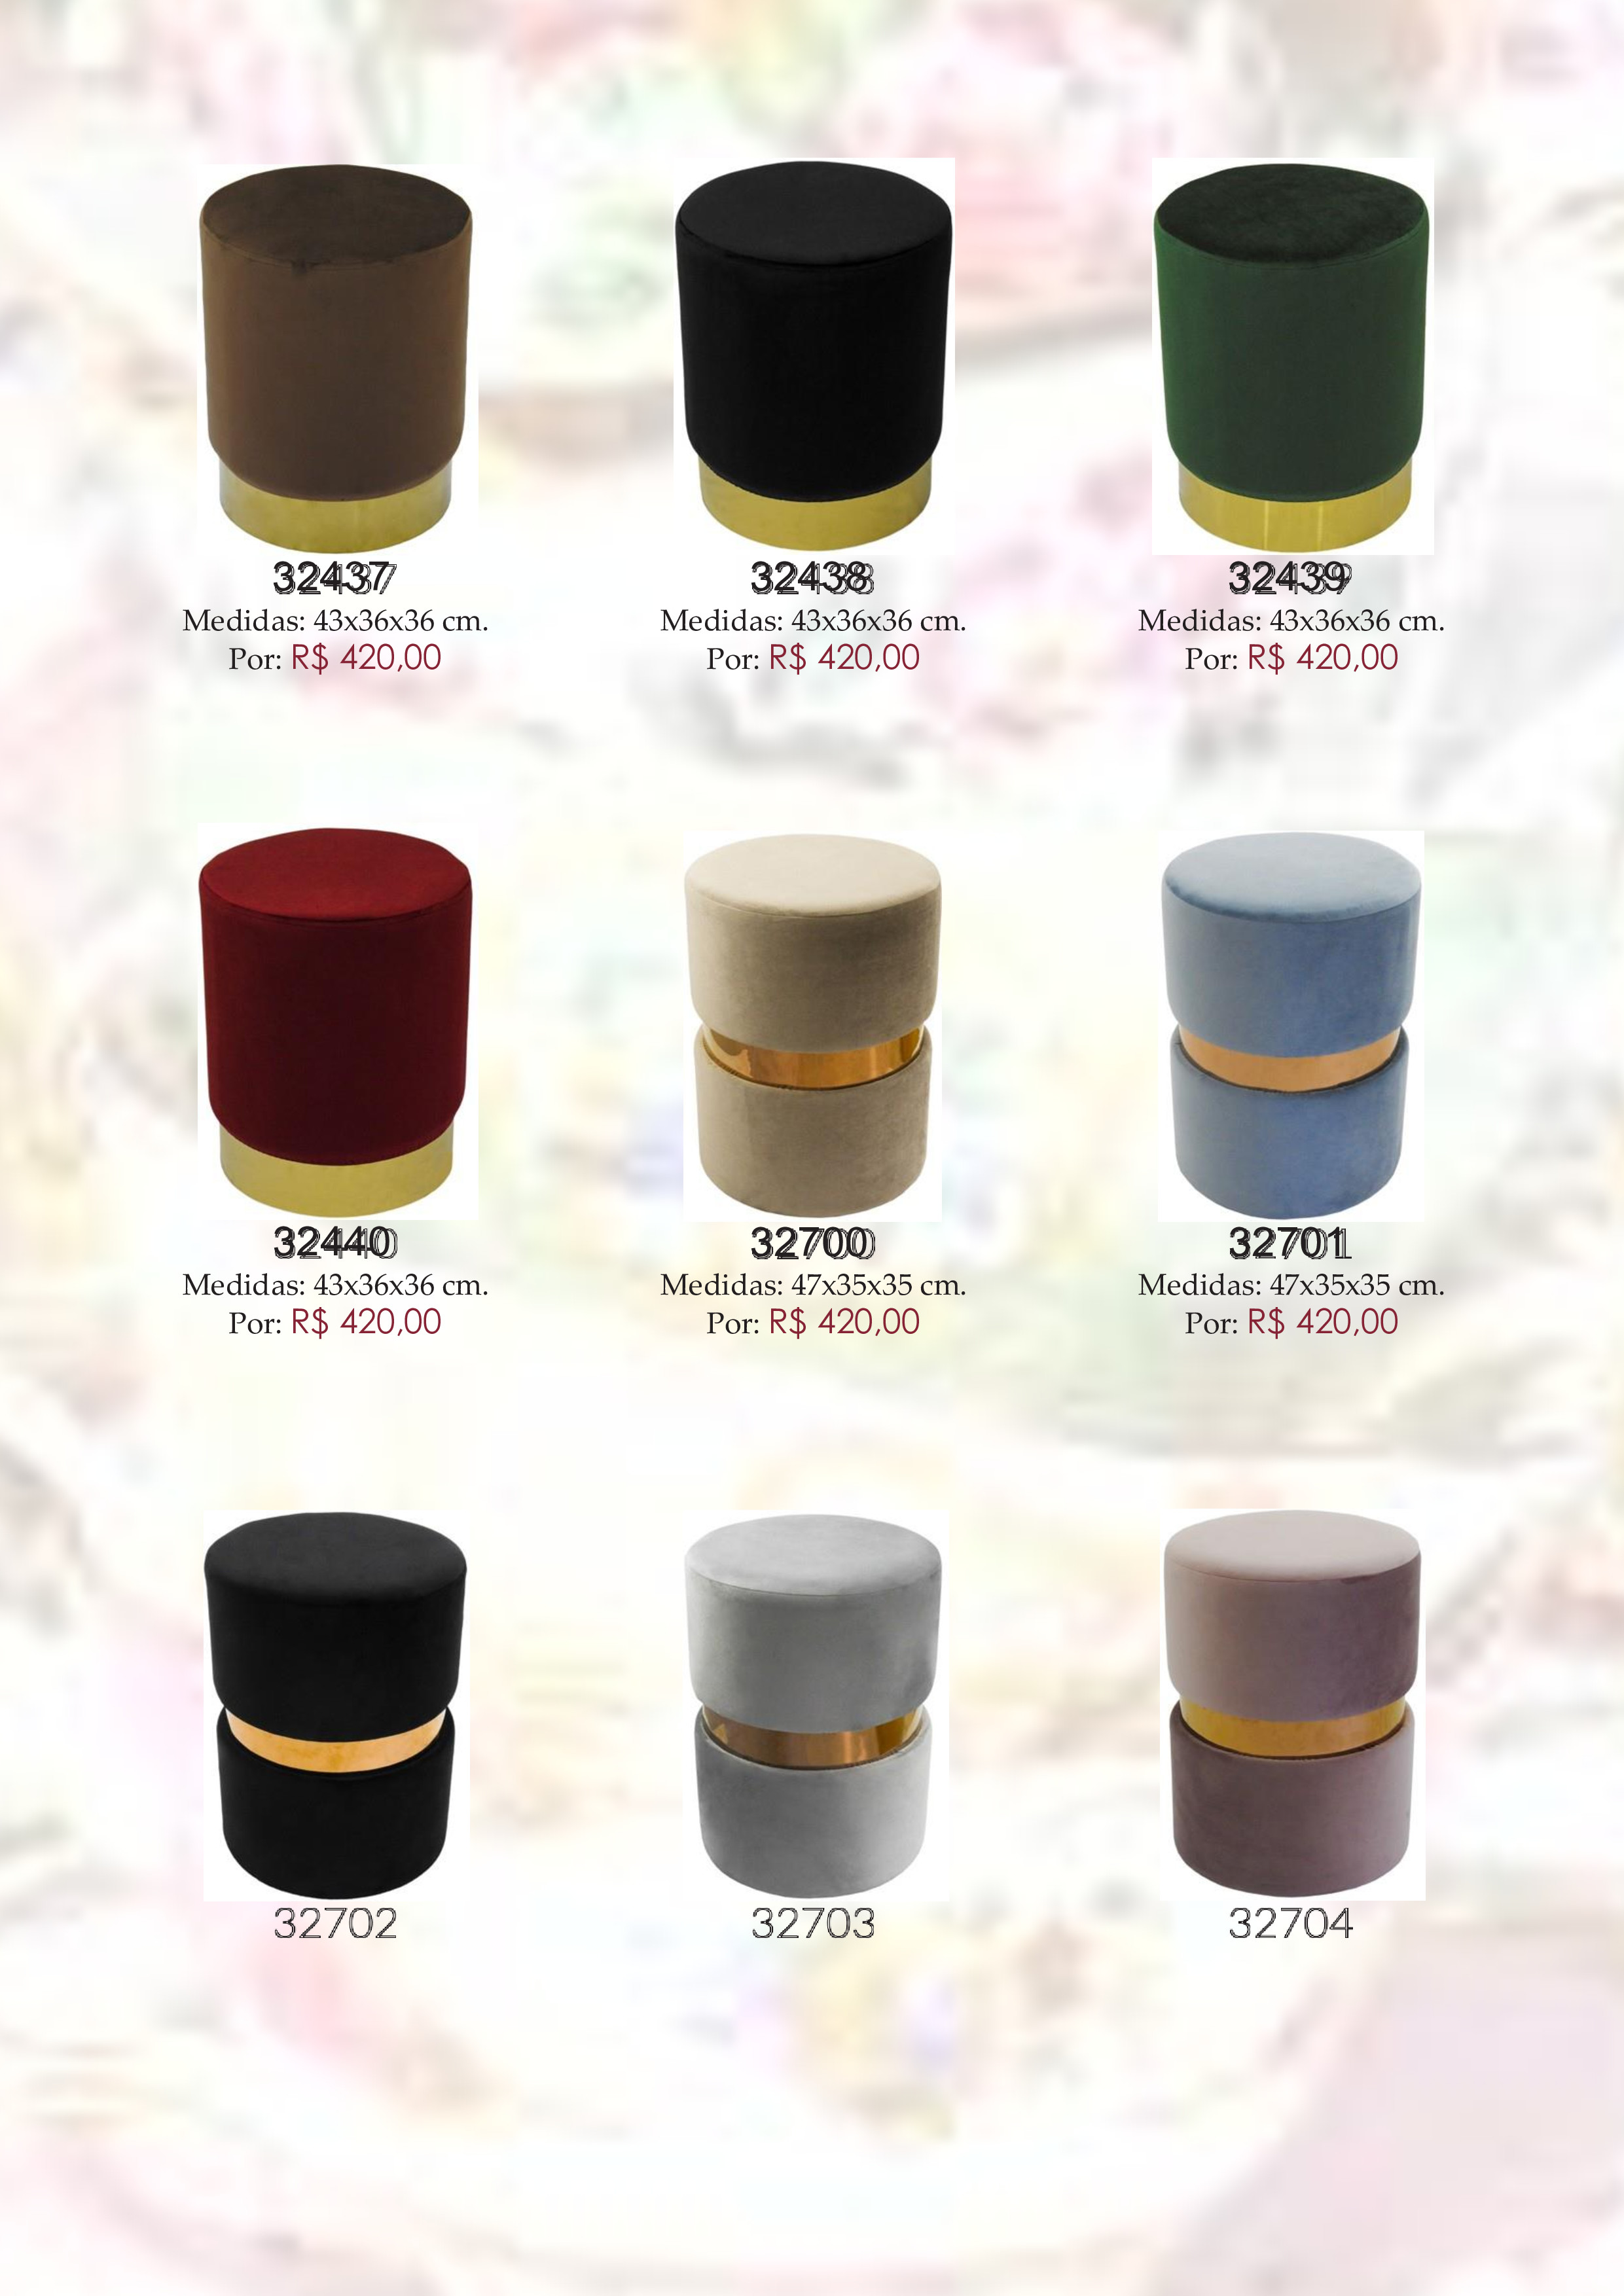 32437
Medidas: 43x36x36 cm.
Por: R$ 420,00
32438
Medidas: 43x36x36 cm.
Por: R$ 420,00
32439
Medidas: 43x36x36 cm.
Por: R$ 420,00
32440
Medidas: 43x36x36 cm.
Por: R$ 420,00
32700
Medidas: 47x35x35 cm.
Por: R$ 420,00
32701
Medidas: 47x35x35 cm.
Por: R$ 420,00
32702
32703
32704